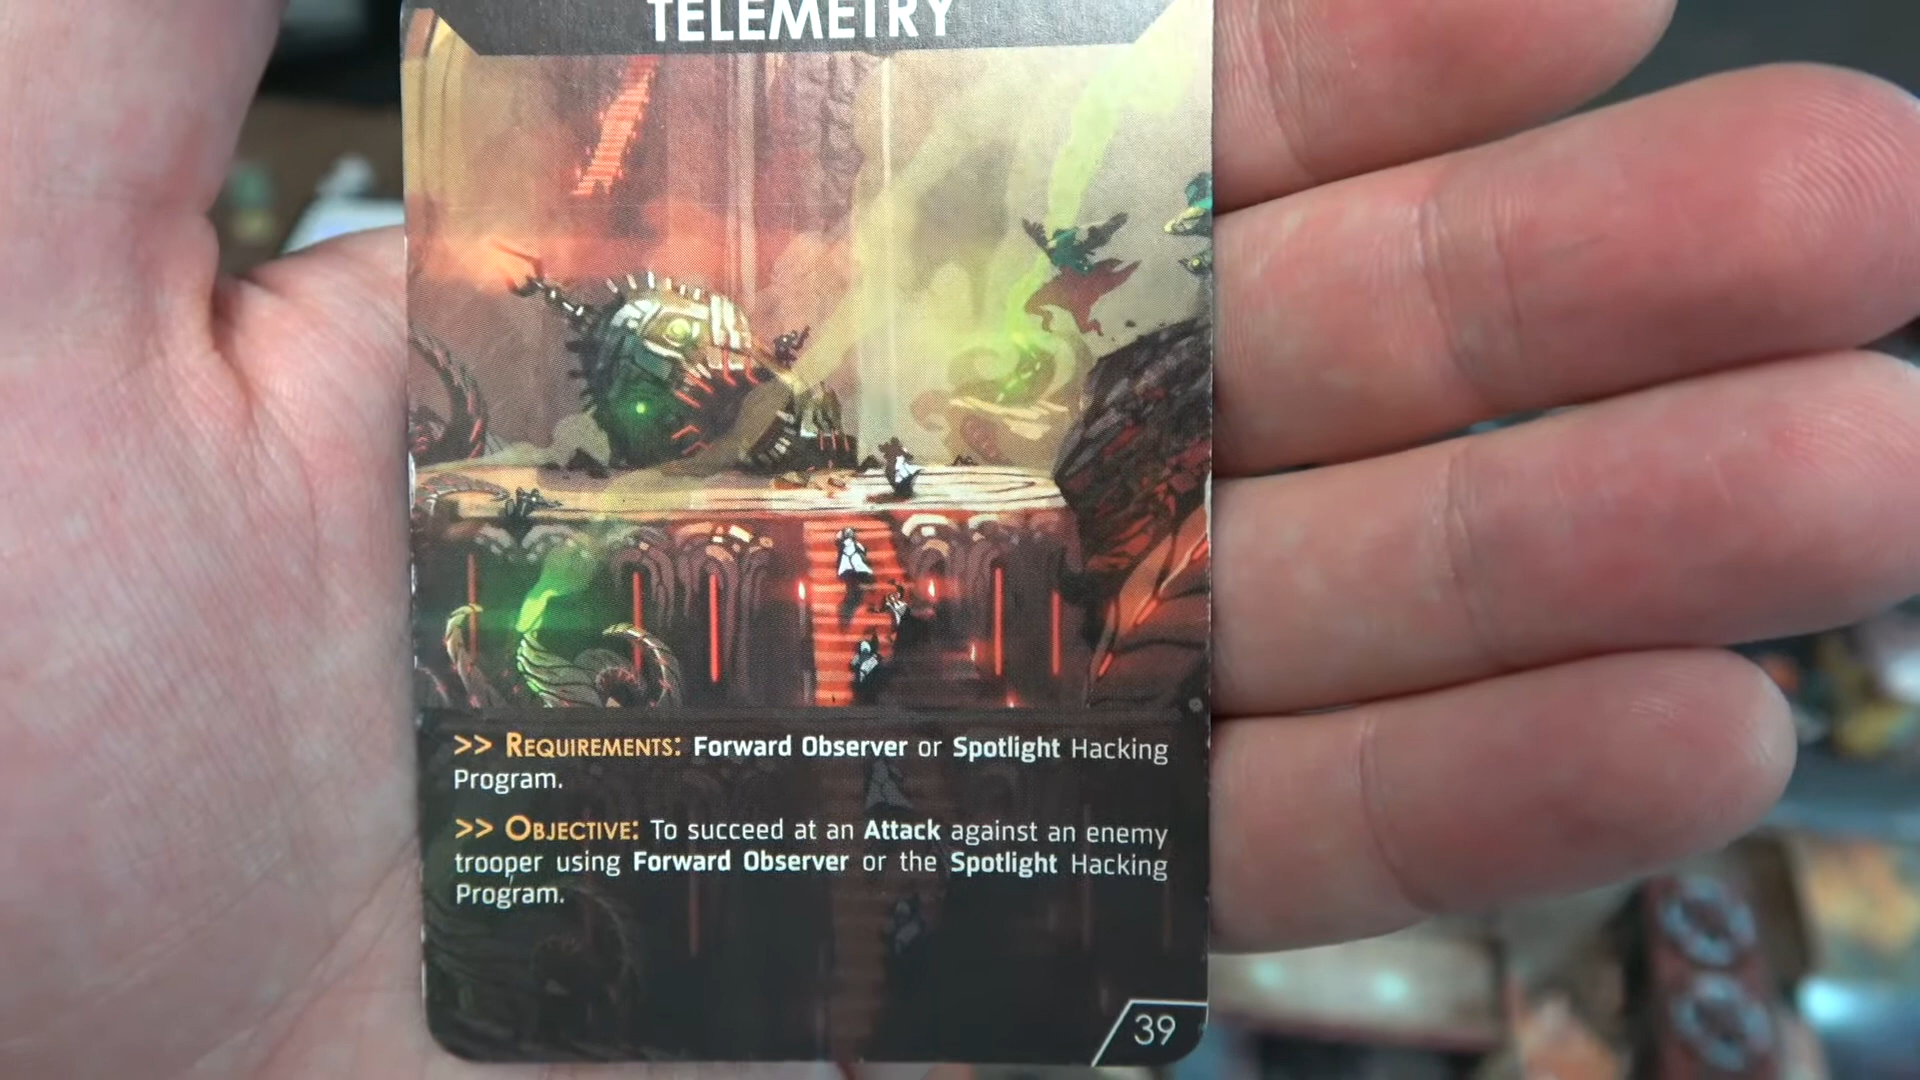 TELEMETRY
>> REQUIREMENTS: Forward Observer or Spotlight Hacking
Program.
>> OBJECTIVE: To succeed at an Attack against an enemy
trooper using Forward Observer or the Spotlight Hacking
Program.
39